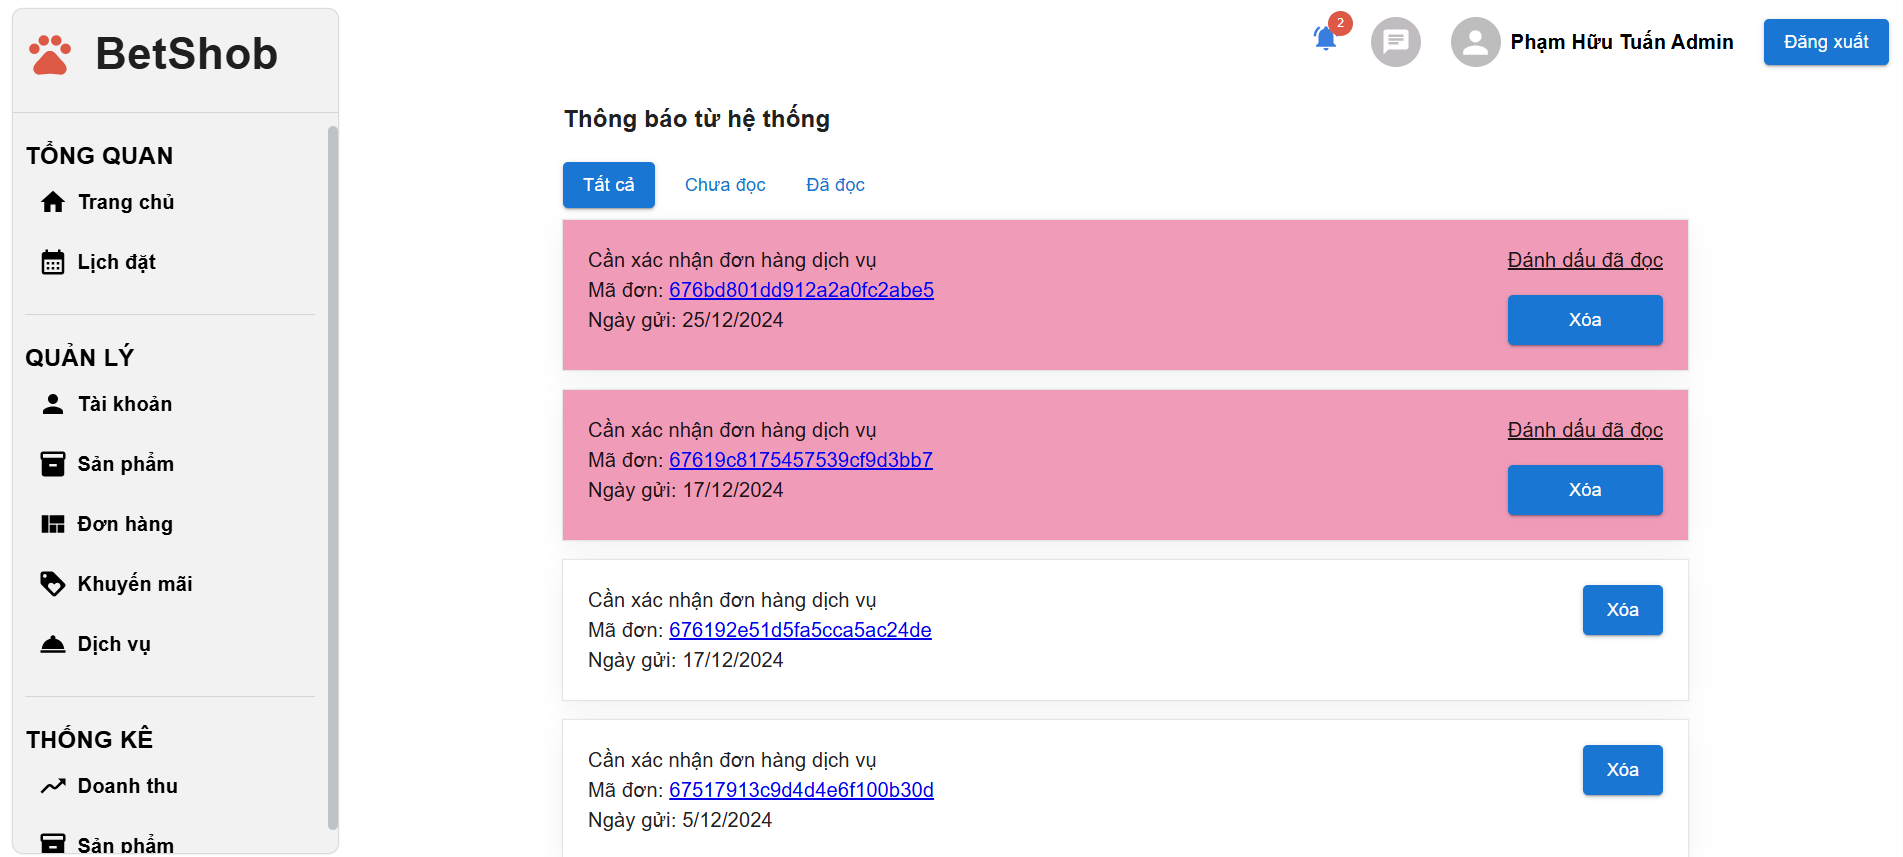 BetShob
TỔNG QUAN
Trang chủ
Lịch đặt
QUẢN LÝ
Tài khoản
Sản phẩm
Đơn hàng
Khuyến mãi
Dịch vụ
THỐNG KÊ
Doanh thu
Sản phẩm
2
Phạm Hữu Tuấn Admin
Đăng xuất
Thông báo từ hệ thống
Tất cả
Chưa đọc
Đã đọc
Cần xác nhận đơn hàng dịch vụ
Mã đơn: 676bd801dd912a2a0fc2abe5
Ngày gửi: 25/12/2024
Đánh dấu đã đọc
Xóa
Cần xác nhận đơn hàng dịch vụ
Mã đơn: 67619c8175457539cf9d3bb7
Ngày gửi: 17/12/2024
Đánh dấu đã đọc
Xóa
Cần xác nhận đơn hàng dịch vụ
Mã đơn: 676192e51d5fa5cca5ac24de
Ngày gửi: 17/12/2024
Xóa
Cần xác nhận đơn hàng dịch vụ
Mã đơn: 67517913c9d4d4e6f100b30d
Ngày gửi: 5/12/2024
Xóa